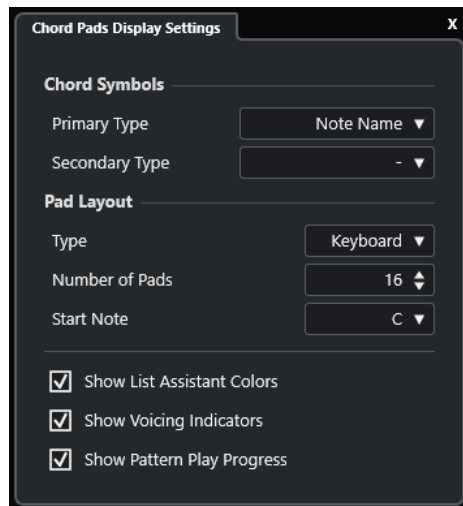 Chord Pads Display Settings X
Chord Symbols
Primary Type Note Name
Secondary Type -
Pad Layout
Type Keyboard
Number of Pads 16
Start Note C
Show List Assistant Colors
Show Voicing Indicators
Show Pattern Play Progress